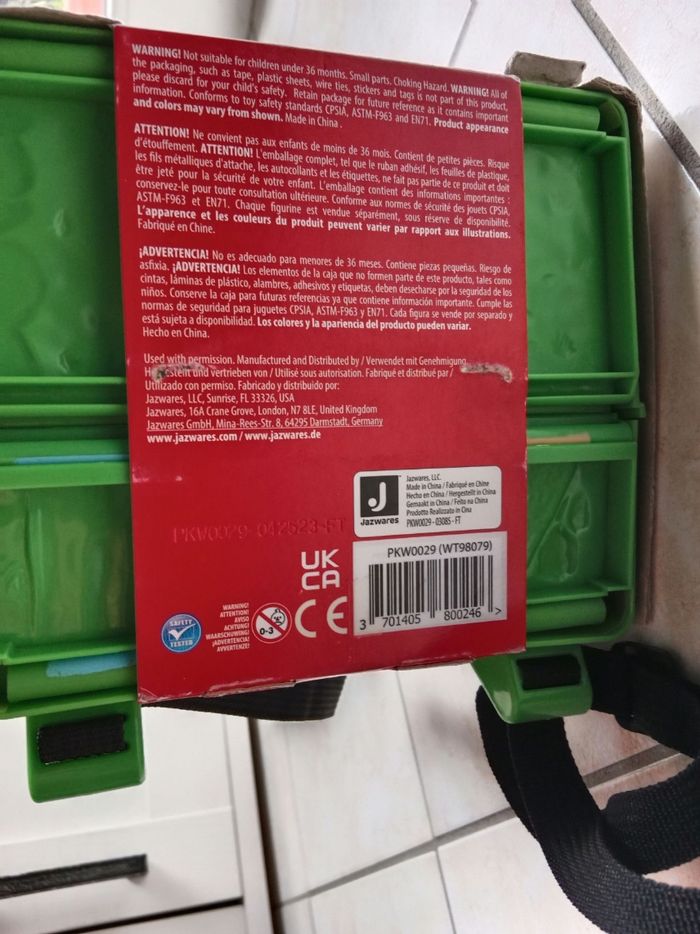 WARNING! Not suitable for children under 36 months. Small parts. Choking Hazard. WARNING! All of
the packaging, such as tape, plastic sheets, wire ties, stickers and tags is not part of this product,
please discard for your child's safety. Retain package for future reference as it contains important
information. Conforms to toy safety standards CPSIA, ASTM-F963 and EN71. Product appearance
and colors may vary from shown. Made in China .
ATTENTION! Ne convient pas aux enfants de moins de 36 mois. Contient de petites pièces. Risque
d'étouffement. ATTENTION! L'emballage complet, tel que le ruban adhésif, les feuilles de plastique,
les fils métalliques d'attache, les autocollants et les étiquettes, ne fait pas partie de ce produit et doit
être jeté pour la sécurité de votre enfant. L'emballage contient des informations importantes :
conservez-le pour toute consultation ultérieure. Conforme aux normes de sécurité des jouets CPSIA,
ASTM-F963 et EN71. Chaque figurine est vendue séparément, sous réserve de disponibilité.
L'apparence et les couleurs du produit peuvent varier par rapport aux illustrations.
Fabriqué en Chine.
¡ADVERTENCIA! No es adecuado para menores de 36 meses. Contiene piezas pequeñas. Riesgo de
asfixia. ¡ADVERTENCIA! Los elementos de la caja que no formen parte de este producto, tales como
cintas, láminas de plástico, alambres, adhesivos y etiquetas, deben desecharse por la seguridad de los
niños. Conserve la caja para futuras referencias ya que contiene información importante. Cumple las
normas de seguridad para juguetes CPSIA, ASTM-F963 y EN71. Cada figura se vende por separado y
está sujeta a disponibilidad. Los colores y la apariencia del producto pueden variar.
Hecho en China.
Used with permission. Manufactured and Distributed by / Verwendet mit Genehmigung.
und vertrieben von / Utilisé sous autorisation. Fabriqué et distribué par /
Utilizado con permiso. Fabricado y distribuido por:
Jazwares, LLC, Sunrise, FL 33326, USA
Jazwares, 16A Crane Grove, London, N7 8LE, United Kingdom
Jazwares GmbH, Mina-Rees-Str. 8, 64295 Darmstadt, Germany
www.jazwares.com / www.jazwares.de
J
Jazwares
Jazwares, LLC.
Made in China / Fabriqué en Chine
Hecho en China / Hergestellt in China
Gemaakt in China / Feito na China
Prodotto Realizzato in Cina
PKW0029 - 03085 - FT
PKW0029-042523-FT
UK
CA
CE
PKW0029 (WT98079)
3 701405 800246 >
SAFETY
TESTED
WARNING!
ATTENTION!
AVISO
ACHTUNG!
WAARSCHUWING!
¡ADVERTENCIA!
AVVERTENZE!
0-3